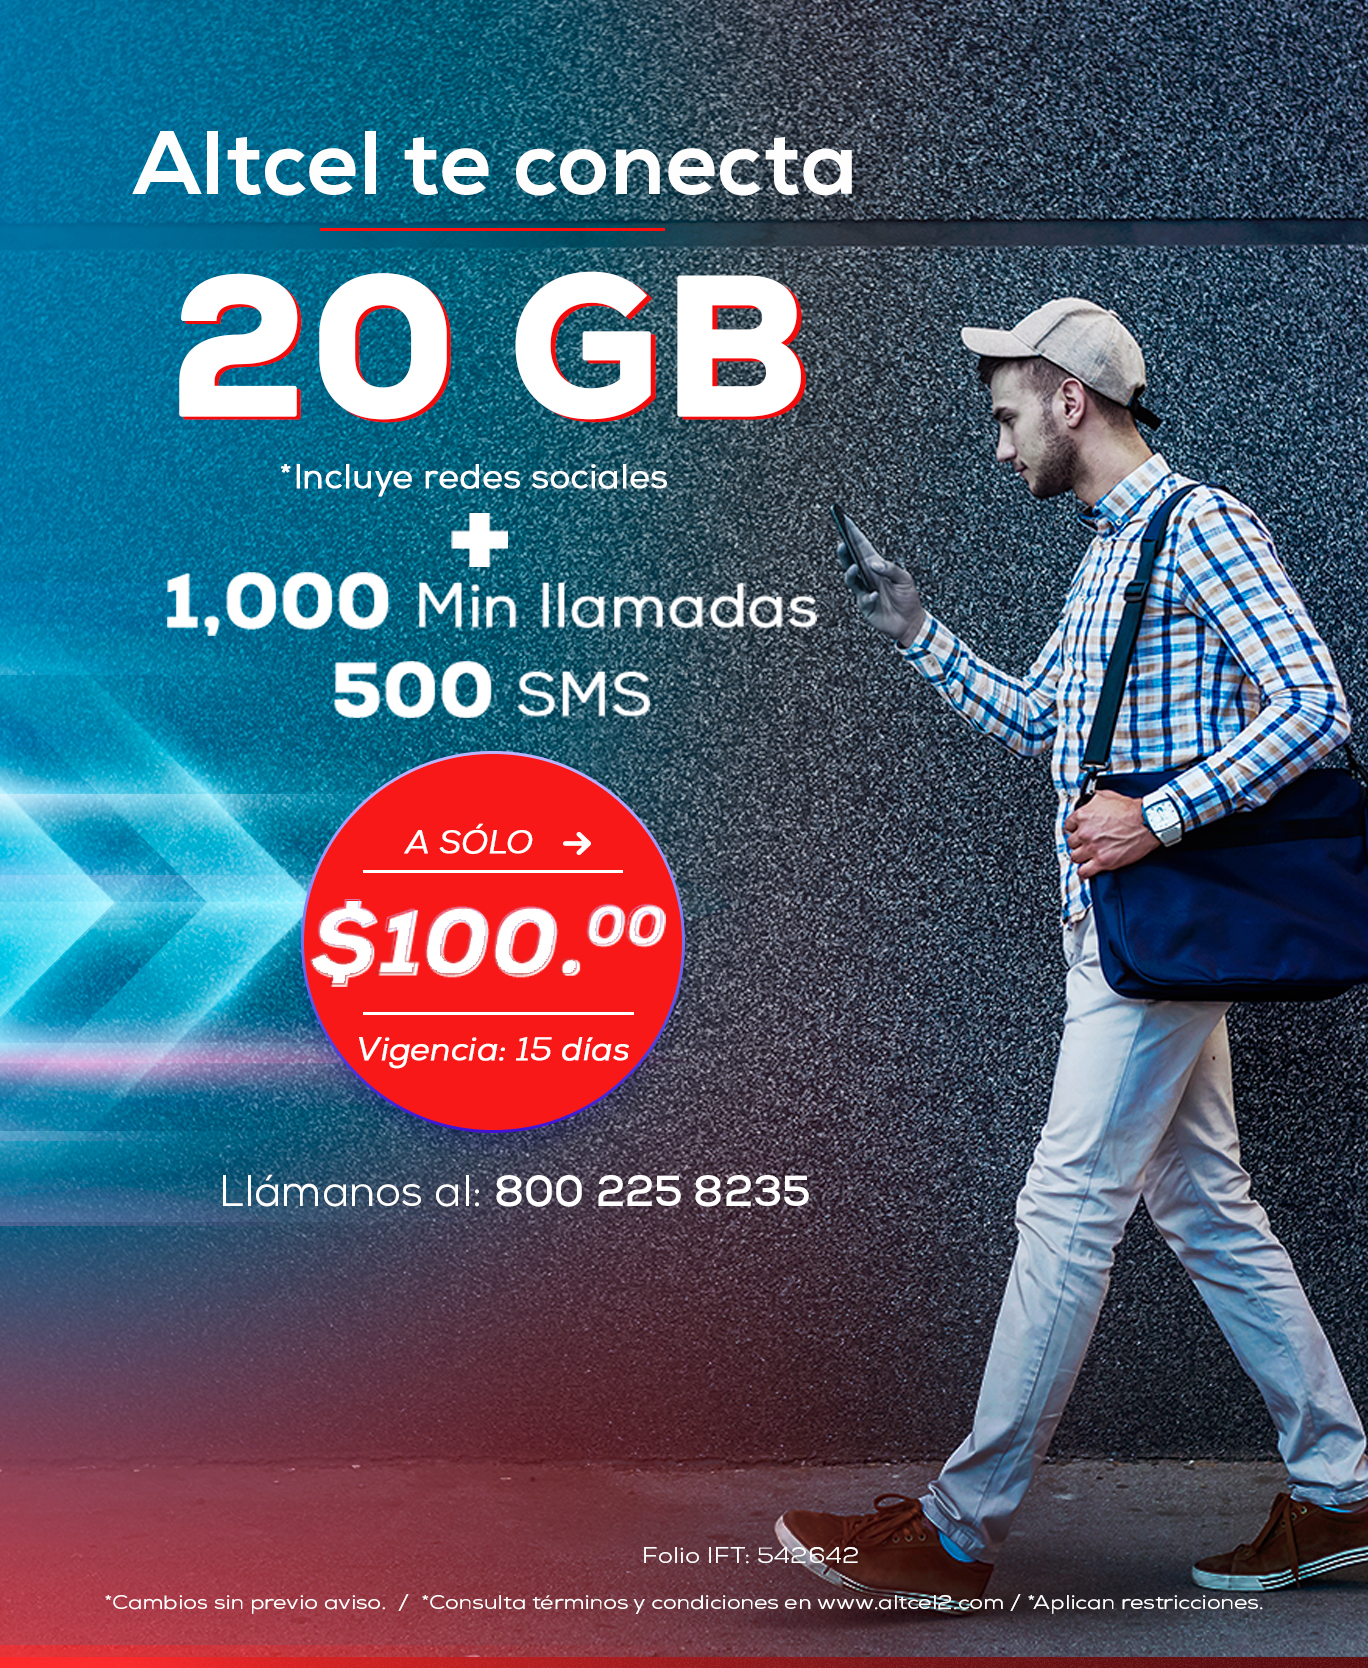 Altcel te conecta
20 GB
*Incluye redes sociales
+
1,000 Min llamadas
500 SMS
A SÓLO →
$100.00
Vigencia: 15 días
Llámanos al: 800 225 8235
Folio IFT: 542642
*Cambios sin previo aviso. / *Consulta términos y condiciones en www.altcel2.com / *Aplican restricciones.